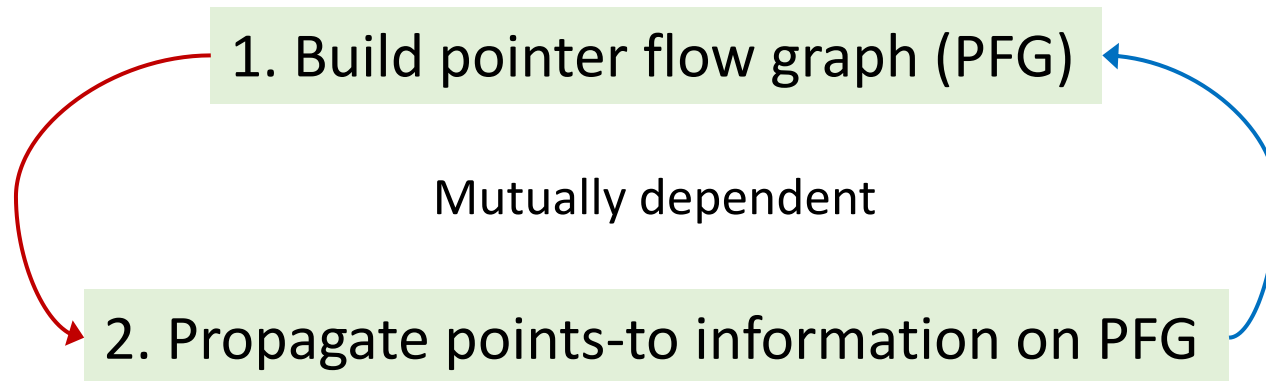 1. Build pointer flow graph (PFG)
Mutually dependent
2. Propagate points-to information on PFG